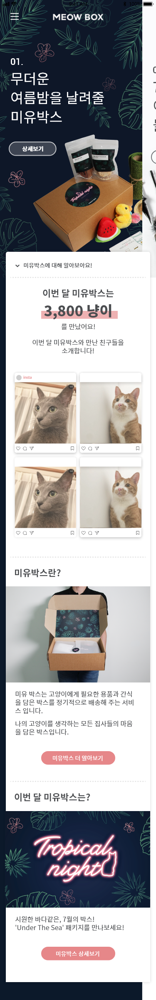 9:41 AM
100%
MEOW BOX
01.
무더운
여름밤을 날려줄
미유박스
상세보기
Tropical night
미유박스에 대해 알아보아요!
이번 달 미유박스는
3,800 냥이
를 만났어요!
이번 달 미유박스와 만난 친구들을
소개합니다!
insta
미유박스란?
미유 박스는 고양이에게 필요한 용품과 간식
을 담은 박스를 정기적으로 배송해 주는 서비
스 입니다.
나의 고양이를 생각하는 모든 집사들의 마음
을 담은 박스입니다.
미유박스 더 알아보기
이번 달 미유박스는?
Tropical
night
시원한 바다같은, 7월의 박스!
'Under The Sea' 패키지를 만나보세요!
미유박스 상세보기